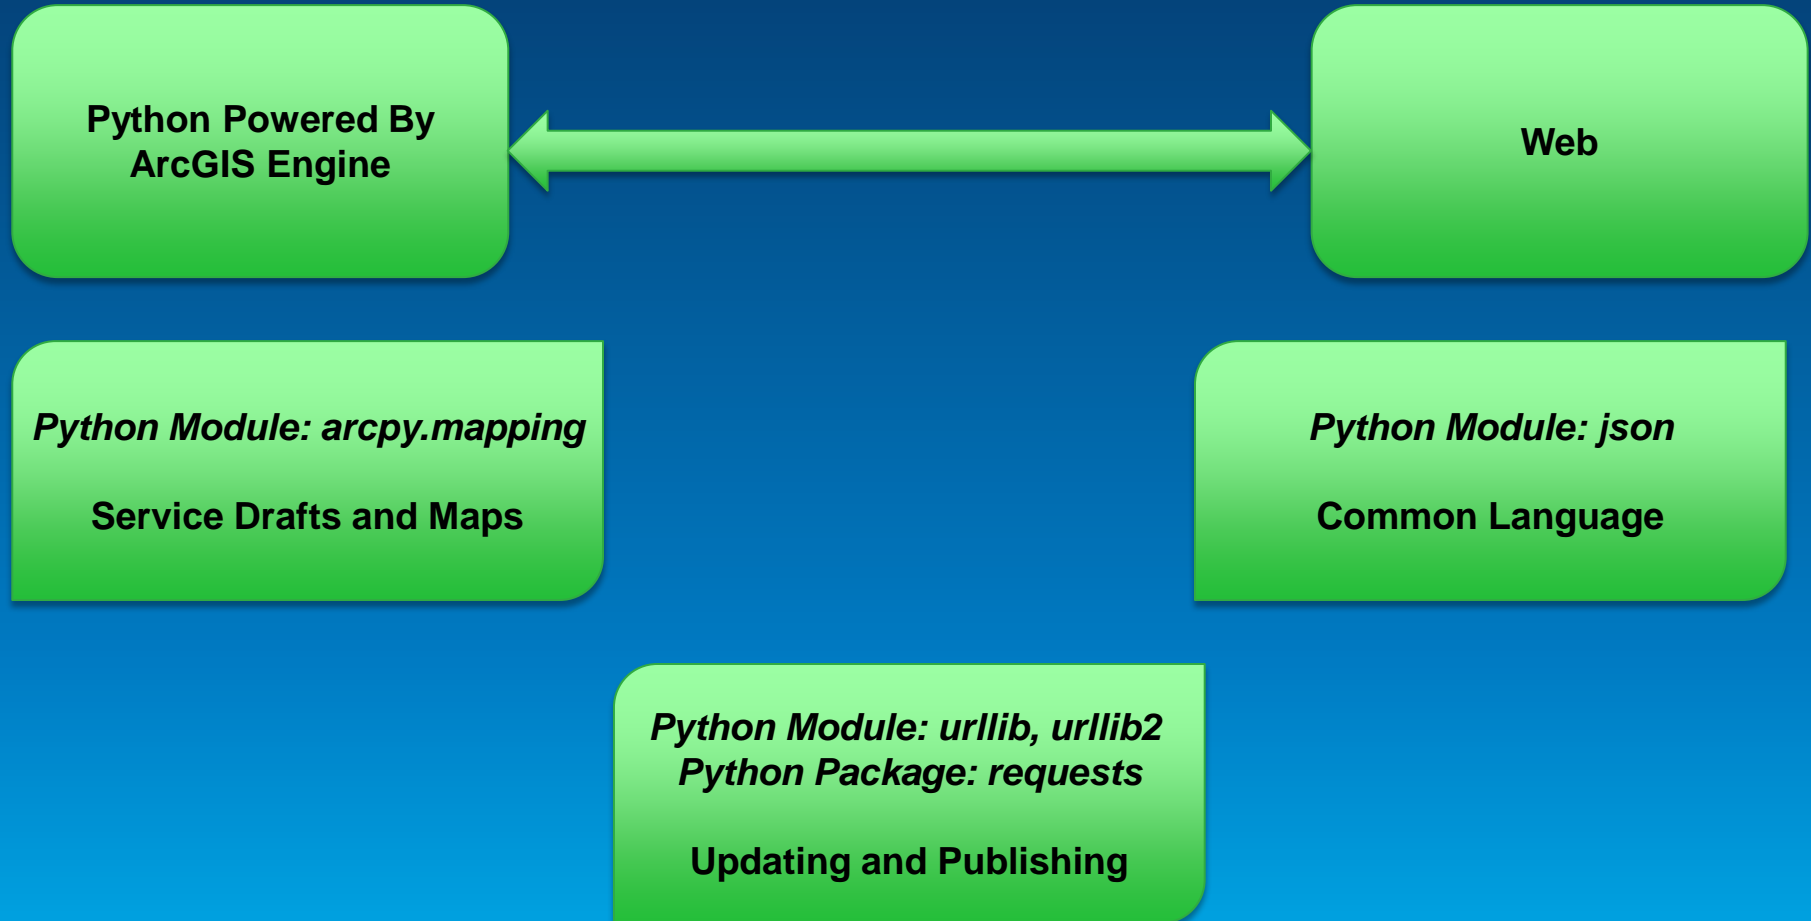 Python Powered By
ArcGIS Engine
Web
Python Module: arcpy.mapping
Service Drafts and Maps
Python Module: json
Common Language
Python Module: urllib, urllib2
Python Package: requests
Updating and Publishing